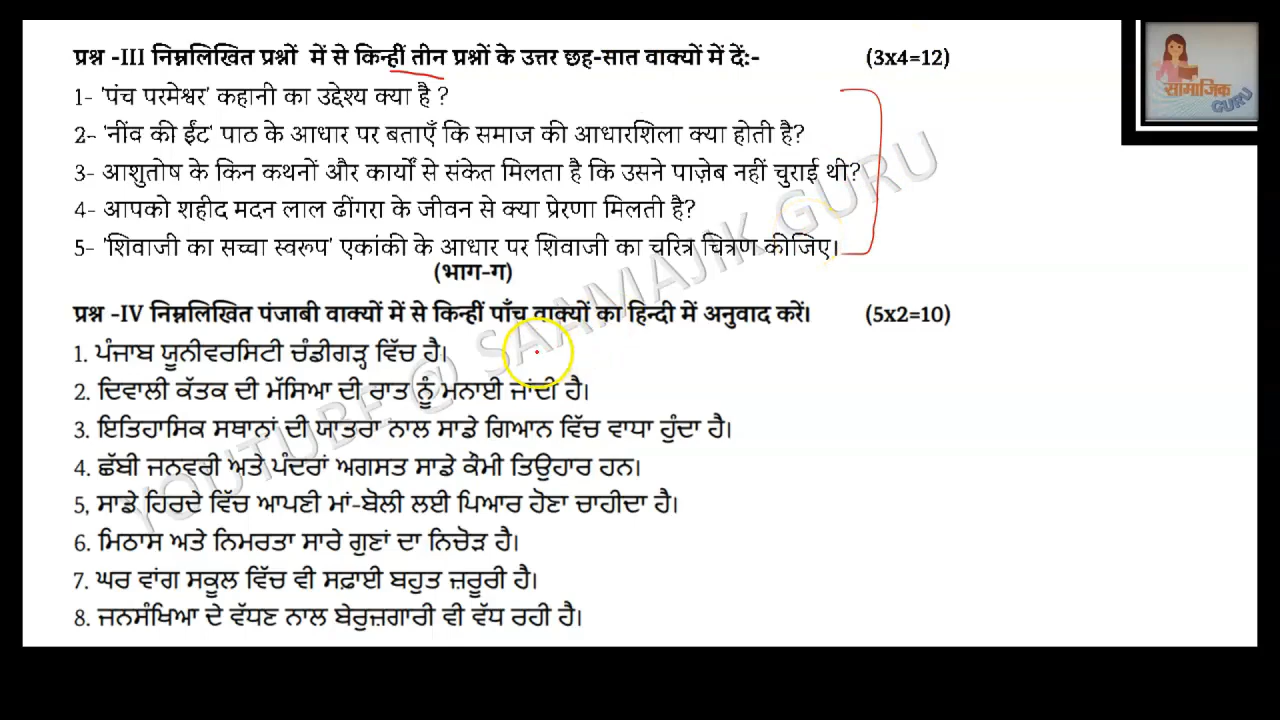 प्रश्न -III निम्नलिखित प्रश्नों में से किन्हीं तीन प्रश्नों के उत्तर छह-सात वाक्यों में दें:- (3x4=12)
1- 'पंच परमेश्वर' कहानी का उद्देश्य क्या है ?
2- 'नींव की ईंट' पाठ के आधार पर बताएँ कि समाज की आधारशिला क्या होती है?
3- आशुतोष के किन कथनों और कार्यों से संकेत मिलता है कि उसने पाज़ेब नहीं चुराई थी?
4- आपको शहीद मदन लाल ढींगरा के जीवन से क्या प्रेरणा मिलती है?
5- 'शिवाजी का सच्चा स्वरूप' एकांकी के आधार पर शिवाजी का चरित्र चित्रण कीजिए।
(भाग-ग)
प्रश्न -IV निम्नलिखित पंजाबी वाक्यों में से किन्हीं पाँच वाक्यों का हिन्दी में अनुवाद करें। (5x2=10)
1. ਪੰਜਾਬ ਯੂਨੀਵਰਸਿਟੀ ਚੰਡੀਗੜ੍ਹ ਵਿੱਚ ਹੈ।
2. ਦਿਵਾਲੀ ਕੱਤਕ ਦੀ ਮੱਸਿਆ ਦੀ ਰਾਤ ਨੂੰ ਮਨਾਈ ਜਾਂਦੀ ਹੈ।
3. ਇਤਿਹਾਸਿਕ ਸਥਾਨਾਂ ਦੀ ਯਾਤਰਾ ਨਾਲ ਸਾਡੇ ਗਿਆਨ ਵਿੱਚ ਵਾਧਾ ਹੁੰਦਾ ਹੈ।
4. ਛੱਬੀ ਜਨਵਰੀ ਅਤੇ ਪੰਦਰਾਂ ਅਗਸਤ ਸਾਡੇ ਕੌਮੀ ਤਿਉਹਾਰ ਹਨ।
5, ਸਾਡੇ ਹਿਰਦੇ ਵਿੱਚ ਆਪਣੀ ਮਾਂ-ਬੋਲੀ ਲਈ ਪਿਆਰ ਹੋਣਾ ਚਾਹੀਦਾ ਹੈ।
6. ਮਿਠਾਸ ਅਤੇ ਨਿਮਰਤਾ ਸਾਰੇ ਗੁਣਾਂ ਦਾ ਨਿਚੋੜ ਹੈ।
7. ਘਰ ਵਾਂਗ ਸਕੂਲ ਵਿੱਚ ਵੀ ਸਫ਼ਾਈ ਬਹੁਤ ਜ਼ਰੂਰੀ ਹੈ।
8. ਜਨਸੰਖਿਆ ਦੇ ਵੱਧਣ ਨਾਲ ਬੇਰੁਜ਼ਗਾਰੀ ਵੀ ਵੱਧ ਰਹੀ ਹੈ।
YOUTUBE @ SAAMAJIK GURU
सामाजिक
GURU